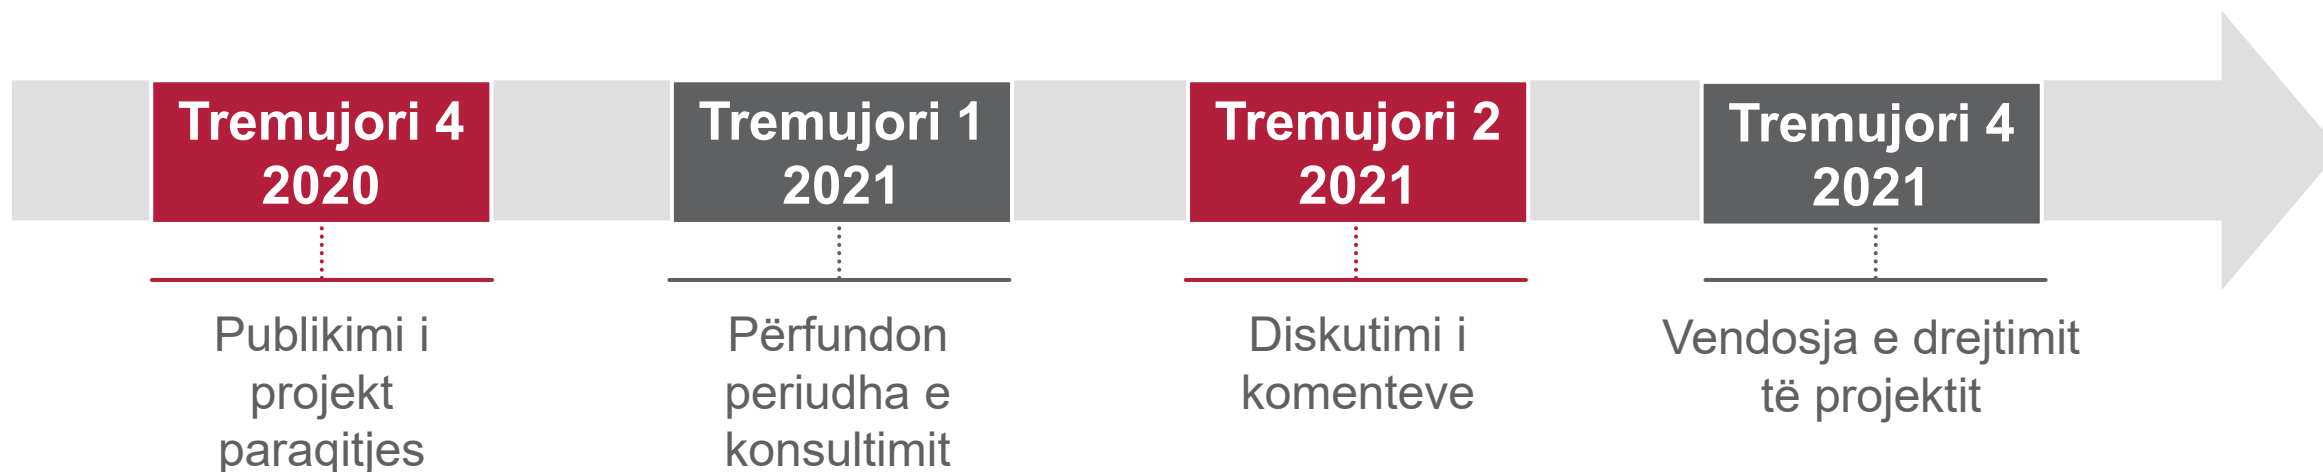 Tremujori 4
2020
Tremujori 1
2021
Tremujori 2
2021
Tremujori 4
2021
Publikimi i
projekt
paraqitjes
Përfundon
periudha e
konsultimit
Diskutimi i
komenteve
Vendosja e drejtimit
të projektit